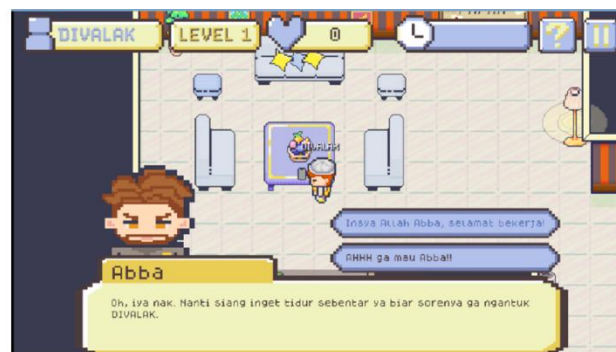 DIVALAK
LEVEL 1
0
?
DIVALAK
Insya Allah Abba, selamat bekerja!
AHHH ga mau Abba!!
Abba
Oh, iya nak. Nanti siang inget tidur sebentar ya biar sorenya ga ngantuk
DIVALAK.